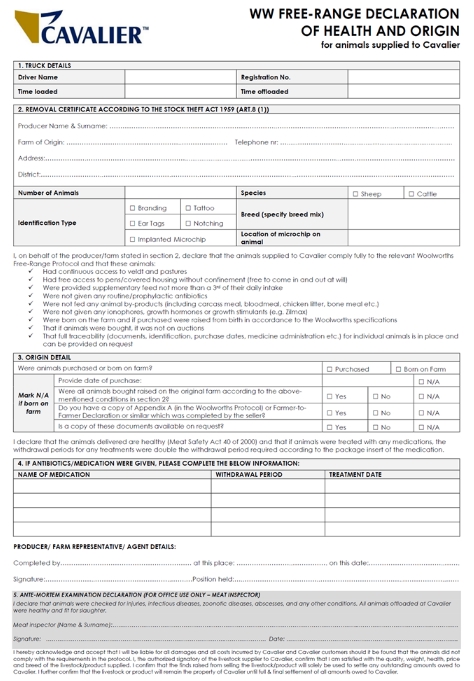 CAVALIER™
WW FREE-RANGE DECLARATION
OF HEALTH AND ORIGIN
for animals supplied to Cavalier
1. TRUCK DETAILS
Driver Name Registration No.
Time loaded Time offloaded
2. REMOVAL CERTIFICATE ACCORDING TO THE STOCK THEFT ACT 1959 (ART.8 (1))
Producer Name & Surname:
Farm of Origin: Telephone nr:
Address:
District:
Number of Animals Species ☐ Sheep ☐ Cattle
Identification Type ☐ Branding ☐ Tattoo Breed (specify breed mix)
☐ Ear Tags ☐ Notching
☐ Implanted Microchip Location of microchip on animal
I, on behalf of the producer/farm stated in section 2, declare that the animals supplied to Cavalier comply fully to the relevant Woolworths
Free-Range Protocol and that these animals:
✓ Had continuous access to veld and pastures
✓ Had free access to pens/covered housing without confinement (free to come in and out at will)
✓ Were provided supplementary feed not more than a 3rd of their daily intake
✓ Were not given any routine/prophylactic antibiotics
✓ Were not fed any animal by-products (including carcass meal, bloodmeal, chicken litter, bone meal etc.)
✓ Were not given any ionophores, growth hormones or growth stimulants (e.g. Zilmax)
✓ Were born on the farm and if purchased were raised from birth in accordance to the Woolworths specifications
✓ That if animals were bought, it was not on auctions
✓ That full traceability (documents, identification, purchase dates, medicine administration etc.) for individual animals is in place and
can be provided on request
3. ORIGIN DETAIL
Were animals purchased or born on farm? ☐ Purchased ☐ Born on Farm
Mark N/A if born on farm
Provide date of purchase: ☐ N/A
Were all animals bought raised on the original farm according to the above-
mentioned conditions in section 2? ☐ Yes ☐ No ☐ N/A
Do you have a copy of Appendix A (in the Woolworths Protocol) or Farmer-to-
Farmer Declaration or similar which was completed by the seller? ☐ Yes ☐ No ☐ N/A
Is a copy of these documents available on request? ☐ Yes ☐ No ☐ N/A
I declare that the animals delivered are healthy (Meat Safety Act 40 of 2000) and that if animals were treated with any medications, the
withdrawal periods for any treatments were double the withdrawal period required according to the package insert of the medication.
4. IF ANTIBIOTICS/MEDICATION WERE GIVEN, PLEASE COMPLETE THE BELOW INFORMATION:
NAME OF MEDICATION WITHDRAWAL PERIOD TREATMENT DATE
PRODUCER/ FARM REPRESENTATIVE/ AGENT DETAILS:
Completed by at this place: on this date:
Signature: Position held:
5. ANTE-MORTEM EXAMINATION DECLARATION (FOR OFFICE USE ONLY – MEAT INSPECTOR)
I declare that animals were checked for injuries, infectious diseases, zoonotic diseases, abscesses, and any other conditions. All animals offloaded at Cavalier
were healthy and fit for slaughter.
Meat Inspector (Name & Surname):
Signature: Date:
I hereby acknowledge and accept that I will be liable for all damages and all costs incurred by Cavalier and Cavalier customers should it be found that the animals did not
comply with the requirements in the protocol. I, the authorised signatory of the livestock supplier to Cavalier, confirm that I am satisfied with the quality, weight, health, price
and breed of the livestock/product supplied. I confirm that the funds raised from selling the livestock/product will solely be used to settle any outstanding amounts owed to
Cavalier. I further confirm that the livestock or product will remain the property of Cavalier until full & final settlement of all amounts owed to Cavalier.